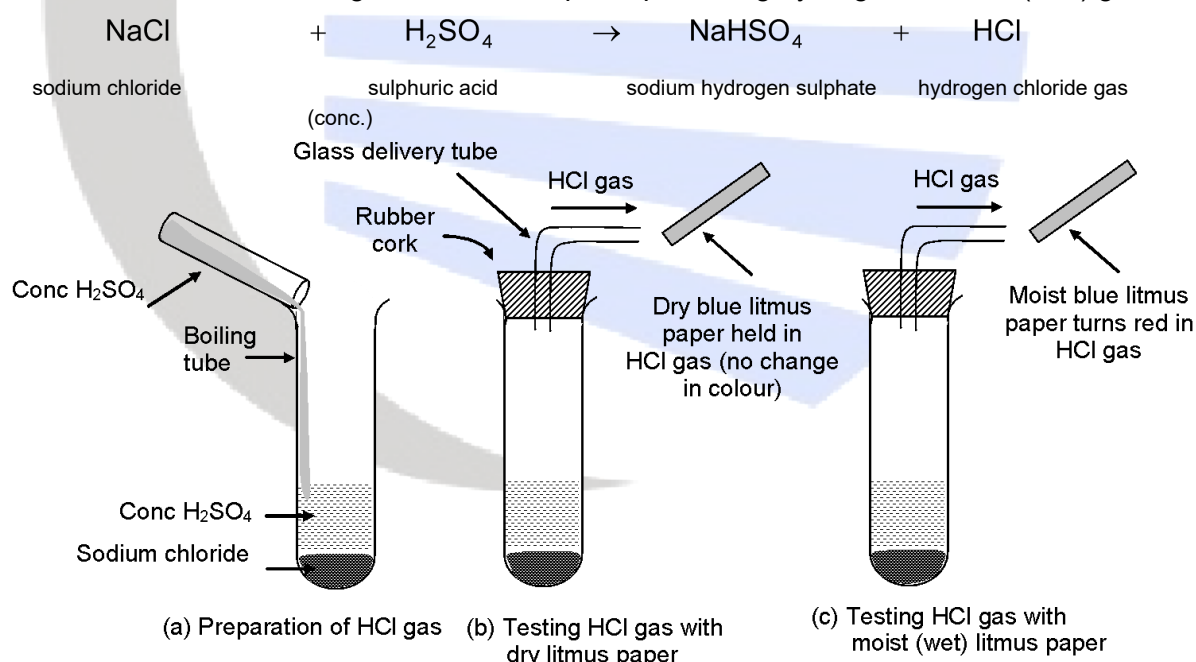 NaCl + H₂SO₄ → NaHSO₄ + HCl
sodium chloride sulphuric acid sodium hydrogen sulphate hydrogen chloride gas
(conc.)
Glass delivery tube
HCl gas
HCl gas
Rubber
cork
Conc H₂SO₄
Boiling
tube
Dry blue litmus
paper held in
HCl gas (no change
in colour)
Moist blue litmus
paper turns red in
HCl gas
Conc H₂SO₄
Sodium chloride
(a) Preparation of HCl gas
(b) Testing HCl gas with
dry litmus paper
(c) Testing HCl gas with
moist (wet) litmus paper